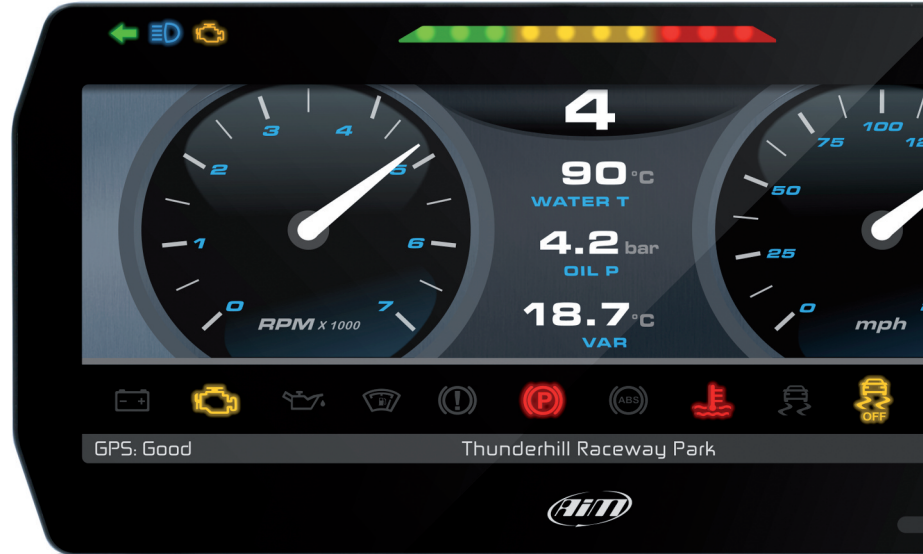 4
3
4
2
5
1
6
0
7
RPM X 1000
90 °C
WATER T
4.2 bar
OIL P
18.7 °C
VAR
100
75
50
25
0
mph
- +
!
P
ABS
OFF
GPS: Good
Thunderhill Raceway Park
AiM